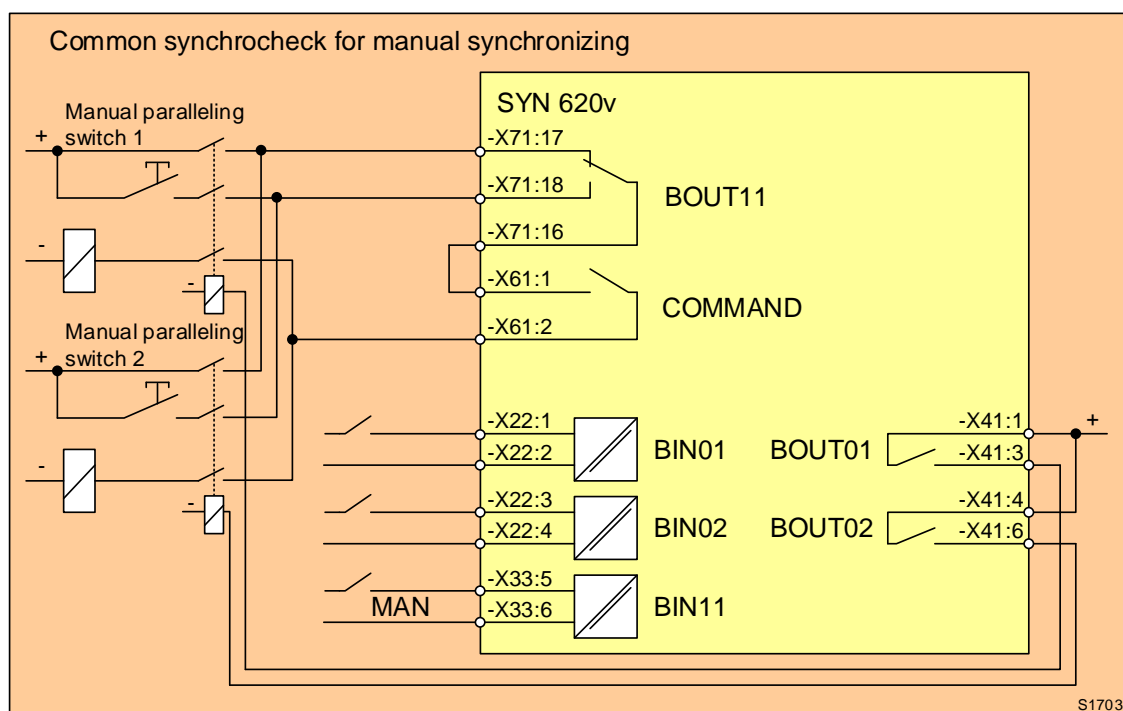 Common synchrocheck for manual synchronizing
SYN 620v
Manual paralleling
+ switch 1
-X71:17
-X71:18
BOUT11
-X71:16
-
-X61:1
-
COMMAND
Manual paralleling
-X61:2
+ switch 2
-X22:1
-X41:1
+
BIN01
BOUT01
-X22:2
-X41:3
-
-X22:3
-X41:4
-
BIN02
BOUT02
-X22:4
-X41:6
-X33:5
MAN
-X33:6
BIN11
S1703